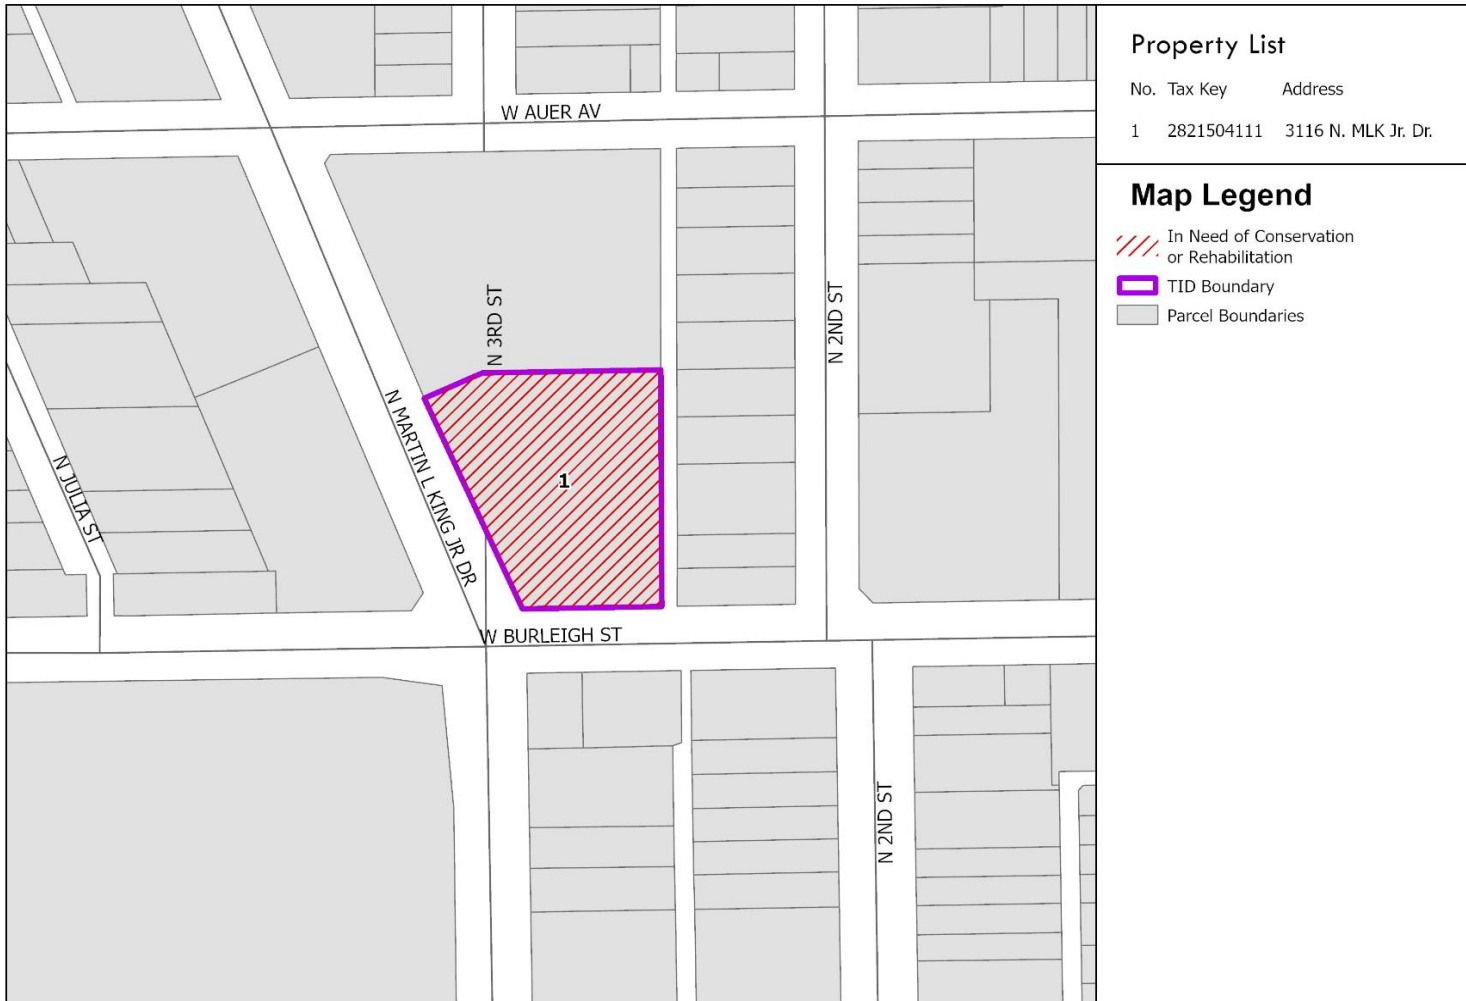 Property List
No. Tax Key Address
1 2821504111 3116 N. MLK Jr. Dr.
Map Legend
In Need of Conservation
or Rehabilitation
TID Boundary
Parcel Boundaries
W AUER AV
N 3RD ST
N 2ND ST
N MARTIN L KING JR DR
N JULIA ST
1
W BURLEIGH ST
N 2ND ST